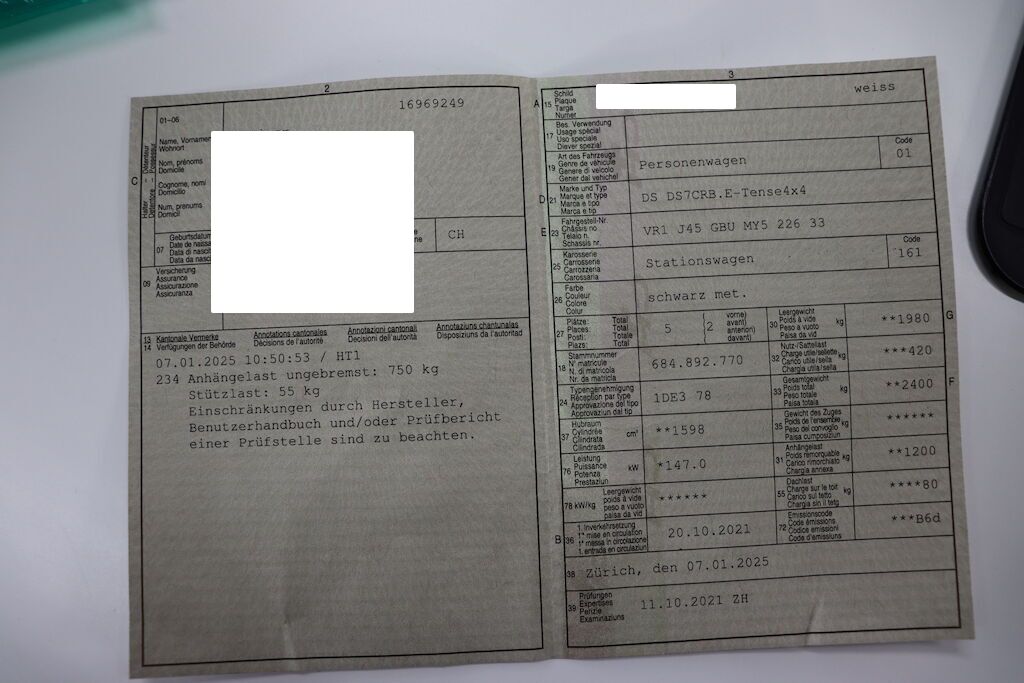 2
16969249
01–06
Name, Vornamen
Wohnort
Nom, prénoms
Domicile
Cognome, nomi
Domicilio
Num, prenums
Domicil
C
07 Geburtsdatum
Date de
Data di
Data da
CH
09 Versicherung
Assurance
Assicurazione
Assicuranza
13 Kantonale Vermerke Annotations cantonales Annotazioni cantonali Annotaziuns chantunalas
14 Verfügungen der Behörde Décisions de l'autorité Decisioni dell'autorità Disposiziuns da l'autoritad
07.01.2025 10:50:53 / HT1
234 Anhängelast ungebremst: 750 kg
Stützlast: 55 kg
Einschränkungen durch Hersteller,
Benutzerhandbuch und/oder Prüfbericht
einer Prüfstelle sind zu beachten.
3
A 15 Schild
Plaque
Targa
Numer
weiss
17 Bes. Verwendung
Usage spécial
Uso speciale
Diever spezial
19 Art des Fahrzeugs
Genre de véhicule
Genere di veicolo
Gener dal vehichel
Personenwagen
Code
01
D 21 Marke und Typ
Marque et type
Marca e tipo
Marca e tip
DS DS7CRB.E-Tense4x4
E 23 Fahrgestell-Nr.
Châssis no
Telaio n.
Schassis nr.
VR1 J45 GBU MY5 226 33
25 Karosserie
Carrosserie
Carrozzeria
Carossaria
Stationswagen
Code
161
26 Farbe
Couleur
Colore
Colur
schwarz met.
27 Plätze: Total
Places: Total
Posti: Totale
Plazs: Total
5
(2
vorne)
avant)
anteriori)
davant)
30 Leergewicht
Poids à vide
Peso a vuoto
Paisa da vid
kg
**1980
G
18 Stammnummer
N° matricule
N. di matricola
Nr. da matricla
684.892.770
32 Nutz-/Sattellast
Charge utile/sellette
Carico utile/sella
Chargia utila/sella
kg
***420
24 Typengenehmigung
Réception par type
Approvazione del tipo
Approvaziun dal tip
1DE3 78
33 Gesamtgewicht
Poids total
Peso totale
Paisa totala
kg
**2400
F
37 Hubraum
Cylindrée
Cilindrata
Cilindrada
cm³
**1598
35 Gewicht des Zuges
Poids de l'ensemble
Peso del convoglio
Paisa cumposiziun
kg
******
76 Leistung
Puissance
Potenza
Prestaziun
kW
*147.0
31 Anhängelast
Poids remorquable
Carico rimorchiato
Chargia annexa
kg
**1200
78 kW/kg Leergewicht
poids à vide
peso a vuoto
paisa da vid
******
55 Dachlast
Charge sur le toit
Carico sul tetto
Chargia sin il tetg
kg
****80
B 36 1. Inverkehrsetzung
1re mise en circulation
1a messa in circolazione
1. entrada en circulaziun
20.10.2021
72 Emissionscode
Code émissions
Codice emissioni
Code d'emissiuns
***B6d
38 Zürich, den 07.01.2025
39 Prüfungen
Expertises
Perizie
Examinaziuns
11.10.2021 ZH